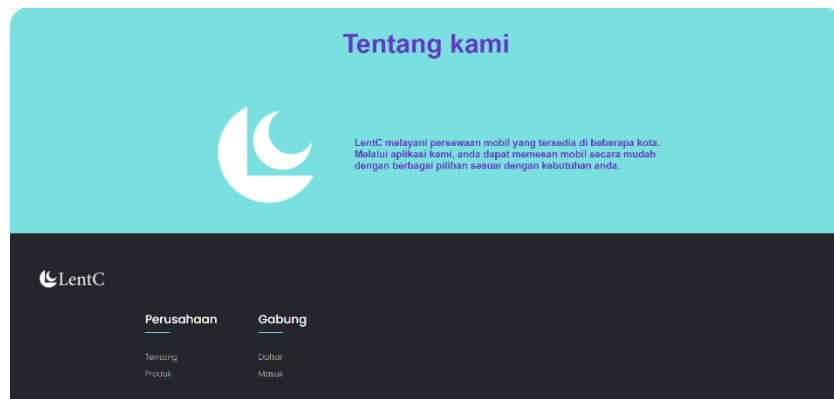 Tentang kami
LentC melayani persewaan mobil yang tersedia di beberapa kota.
Melalui aplikasi kami, anda dapat memesan mobil secara mudah
dengan berbagai pilihan sesuai dengan kebutuhan anda.
LentC
Perusahaan
Gabung
Tentang
Daftar
Produk
Masuk